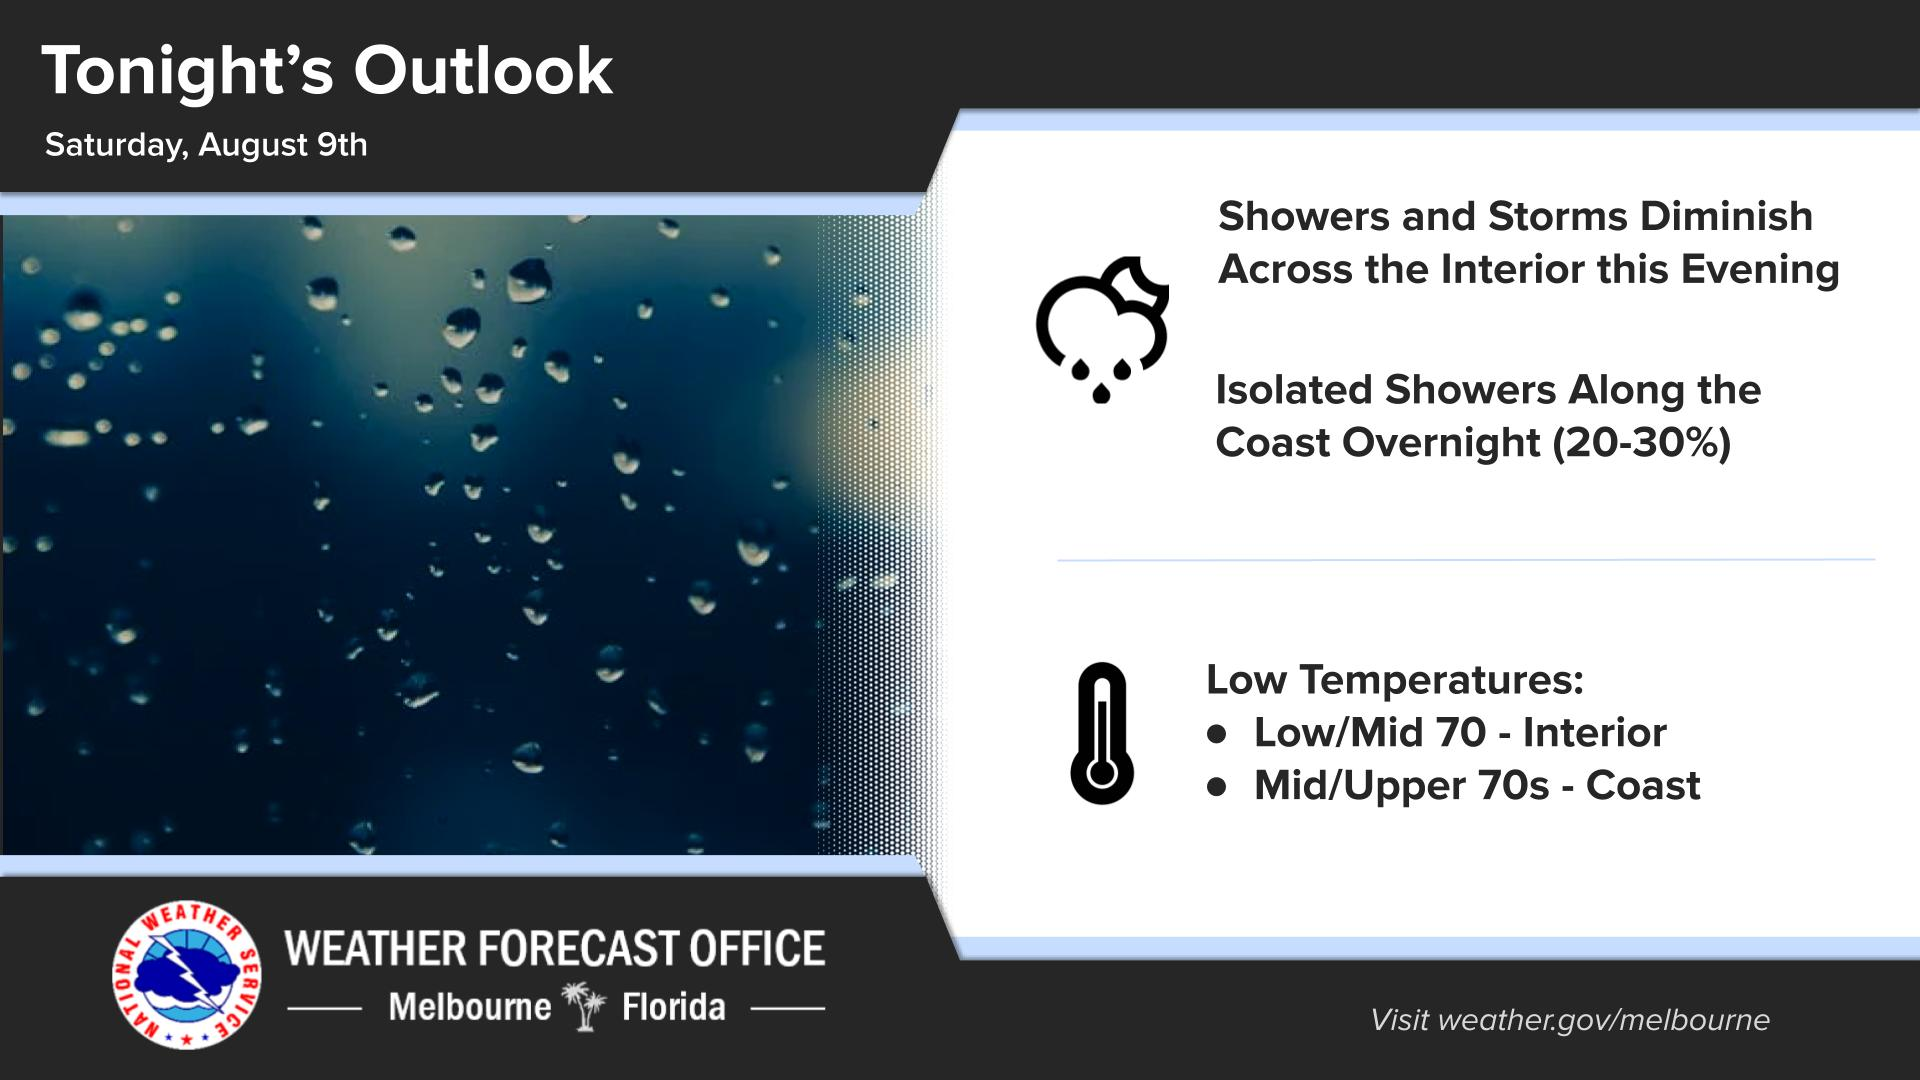 Tonight’s Outlook
Saturday, August 9th
Showers and Storms Diminish
Across the Interior this Evening
Isolated Showers Along the
Coast Overnight (20-30%)
Low Temperatures:
● Low/Mid 70 - Interior
● Mid/Upper 70s - Coast
NATIONAL WEATHER SERVICE
WEATHER FORECAST OFFICE
Melbourne Florida
Visit weather.gov/melbourne